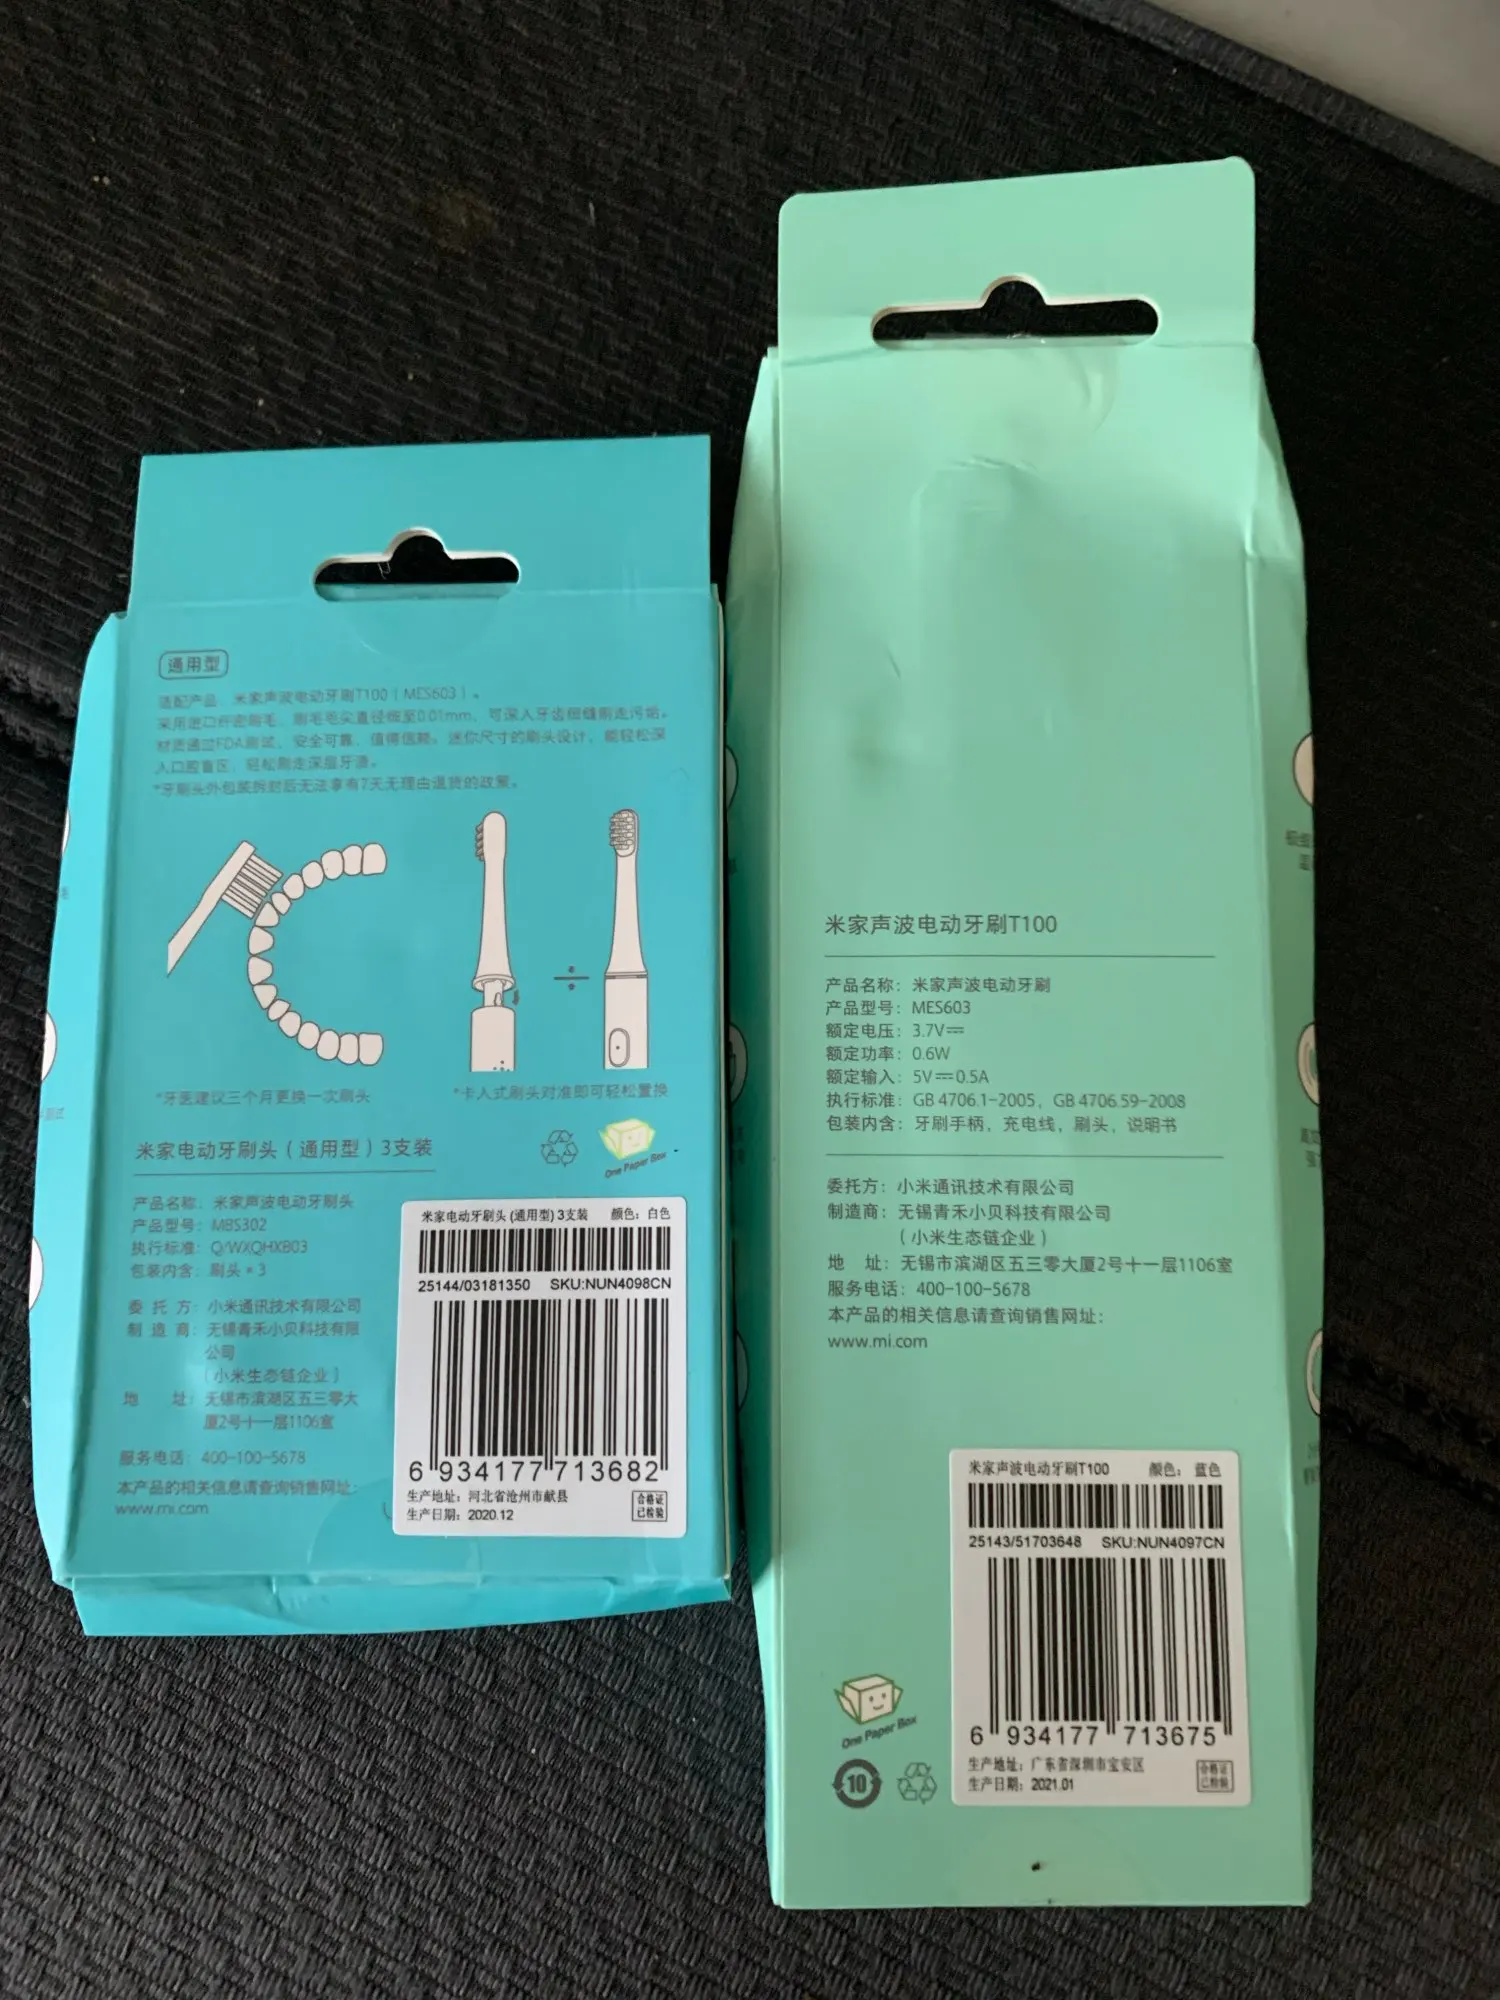 通用型
适配产品：米家声波电动牙刷T100（MES603）。
采用进口纤密刷毛，刷毛毛尖直径细至0.01mm，可深入牙齿细缝刷走污垢。
材质通过FDA测试，安全可靠，值得信赖。迷你尺寸的刷头设计，能轻松深
入口腔盲区，轻松刷走深层牙渍。
*牙刷头外包装拆封后无法享有7天无理由退货的政策。
*牙医建议三个月更换一次刷头
*卡入式刷头对准即可轻松置换
One Paper Box
米家电动牙刷头（通用型）3支装
产品名称：米家声波电动牙刷头
产品型号：MBS302
执行标准：Q/WXQHXB03
包装内含：刷头×3
委托方：小米通讯技术有限公司
制造商：无锡青禾小贝科技有限
公司
（小米生态链企业）
地 址：无锡市滨湖区五三零大
厦2号十一层1106室
服务电话：400-100-5678
本产品的相关信息请查询销售网址：
www.mi.com
米家电动牙刷头(通用型)3支装 颜色：白色
25144/03181350 SKU:NUN4098CN
6 934177 713682
生产地址：河北省沧州市献县
生产日期：2020.12
合格证
已检验
米家声波电动牙刷T100
产品名称：米家声波电动牙刷
产品型号：MES603
额定电压：3.7V⎓
额定功率：0.6W
额定输入：5V⎓0.5A
执行标准：GB 4706.1-2005，GB 4706.59-2008
包装内含：牙刷手柄，充电线，刷头，说明书
委托方：小米通讯技术有限公司
制造商：无锡青禾小贝科技有限公司
（小米生态链企业）
地 址：无锡市滨湖区五三零大厦2号十一层1106室
服务电话：400-100-5678
本产品的相关信息请查询销售网址：
www.mi.com
米家声波电动牙刷T100 颜色：蓝色
25143/51703648 SKU:NUN4097CN
6 934177 713675
生产地址：广东省深圳市宝安区
生产日期：2021.01
合格证
已检验
One Paper Box
10